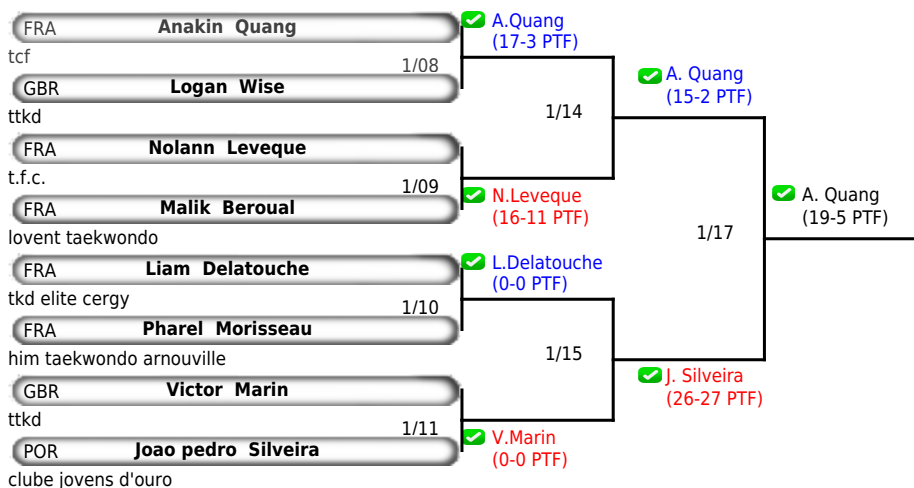 FRA Anakin Quang
tcf
1/08
GBR Logan Wise
ttkd
A.Quang
(17-3 PTF)
1/14
FRA Nolann Leveque
t.f.c.
1/09
FRA Malik Beroual
lovent taekwondo
N.Leveque
(16-11 PTF)
A. Quang
(15-2 PTF)
1/17
A. Quang
(19-5 PTF)
FRA Liam Delatouche
tkd elite cergy
1/10
FRA Pharel Morisseau
him taekwondo arnouville
L.Delatouche
(0-0 PTF)
1/15
GBR Victor Marin
ttkd
1/11
POR Joao pedro Silveira
clube jovens d'ouro
V.Marin
(0-0 PTF)
J. Silveira
(26-27 PTF)